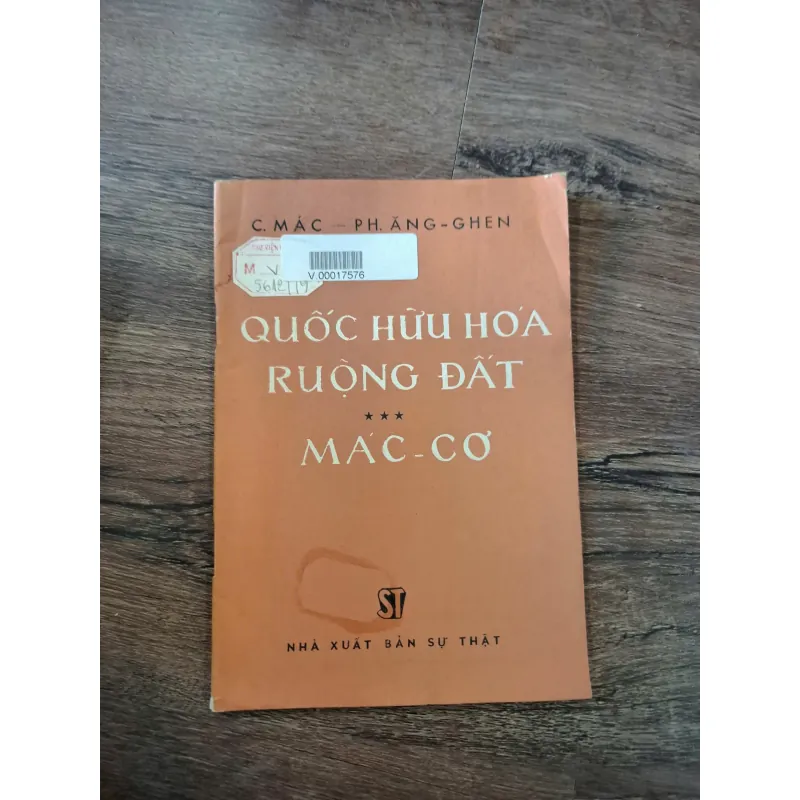 C. MÁC — PH. ĂNG-GHEN
M V
V.00017576
QUỐC HỮU HÓA
RUỘNG ĐẤT
★★★
MÁC-CƠ
ST
NHÀ XUẤT BẢN SỰ THẬT